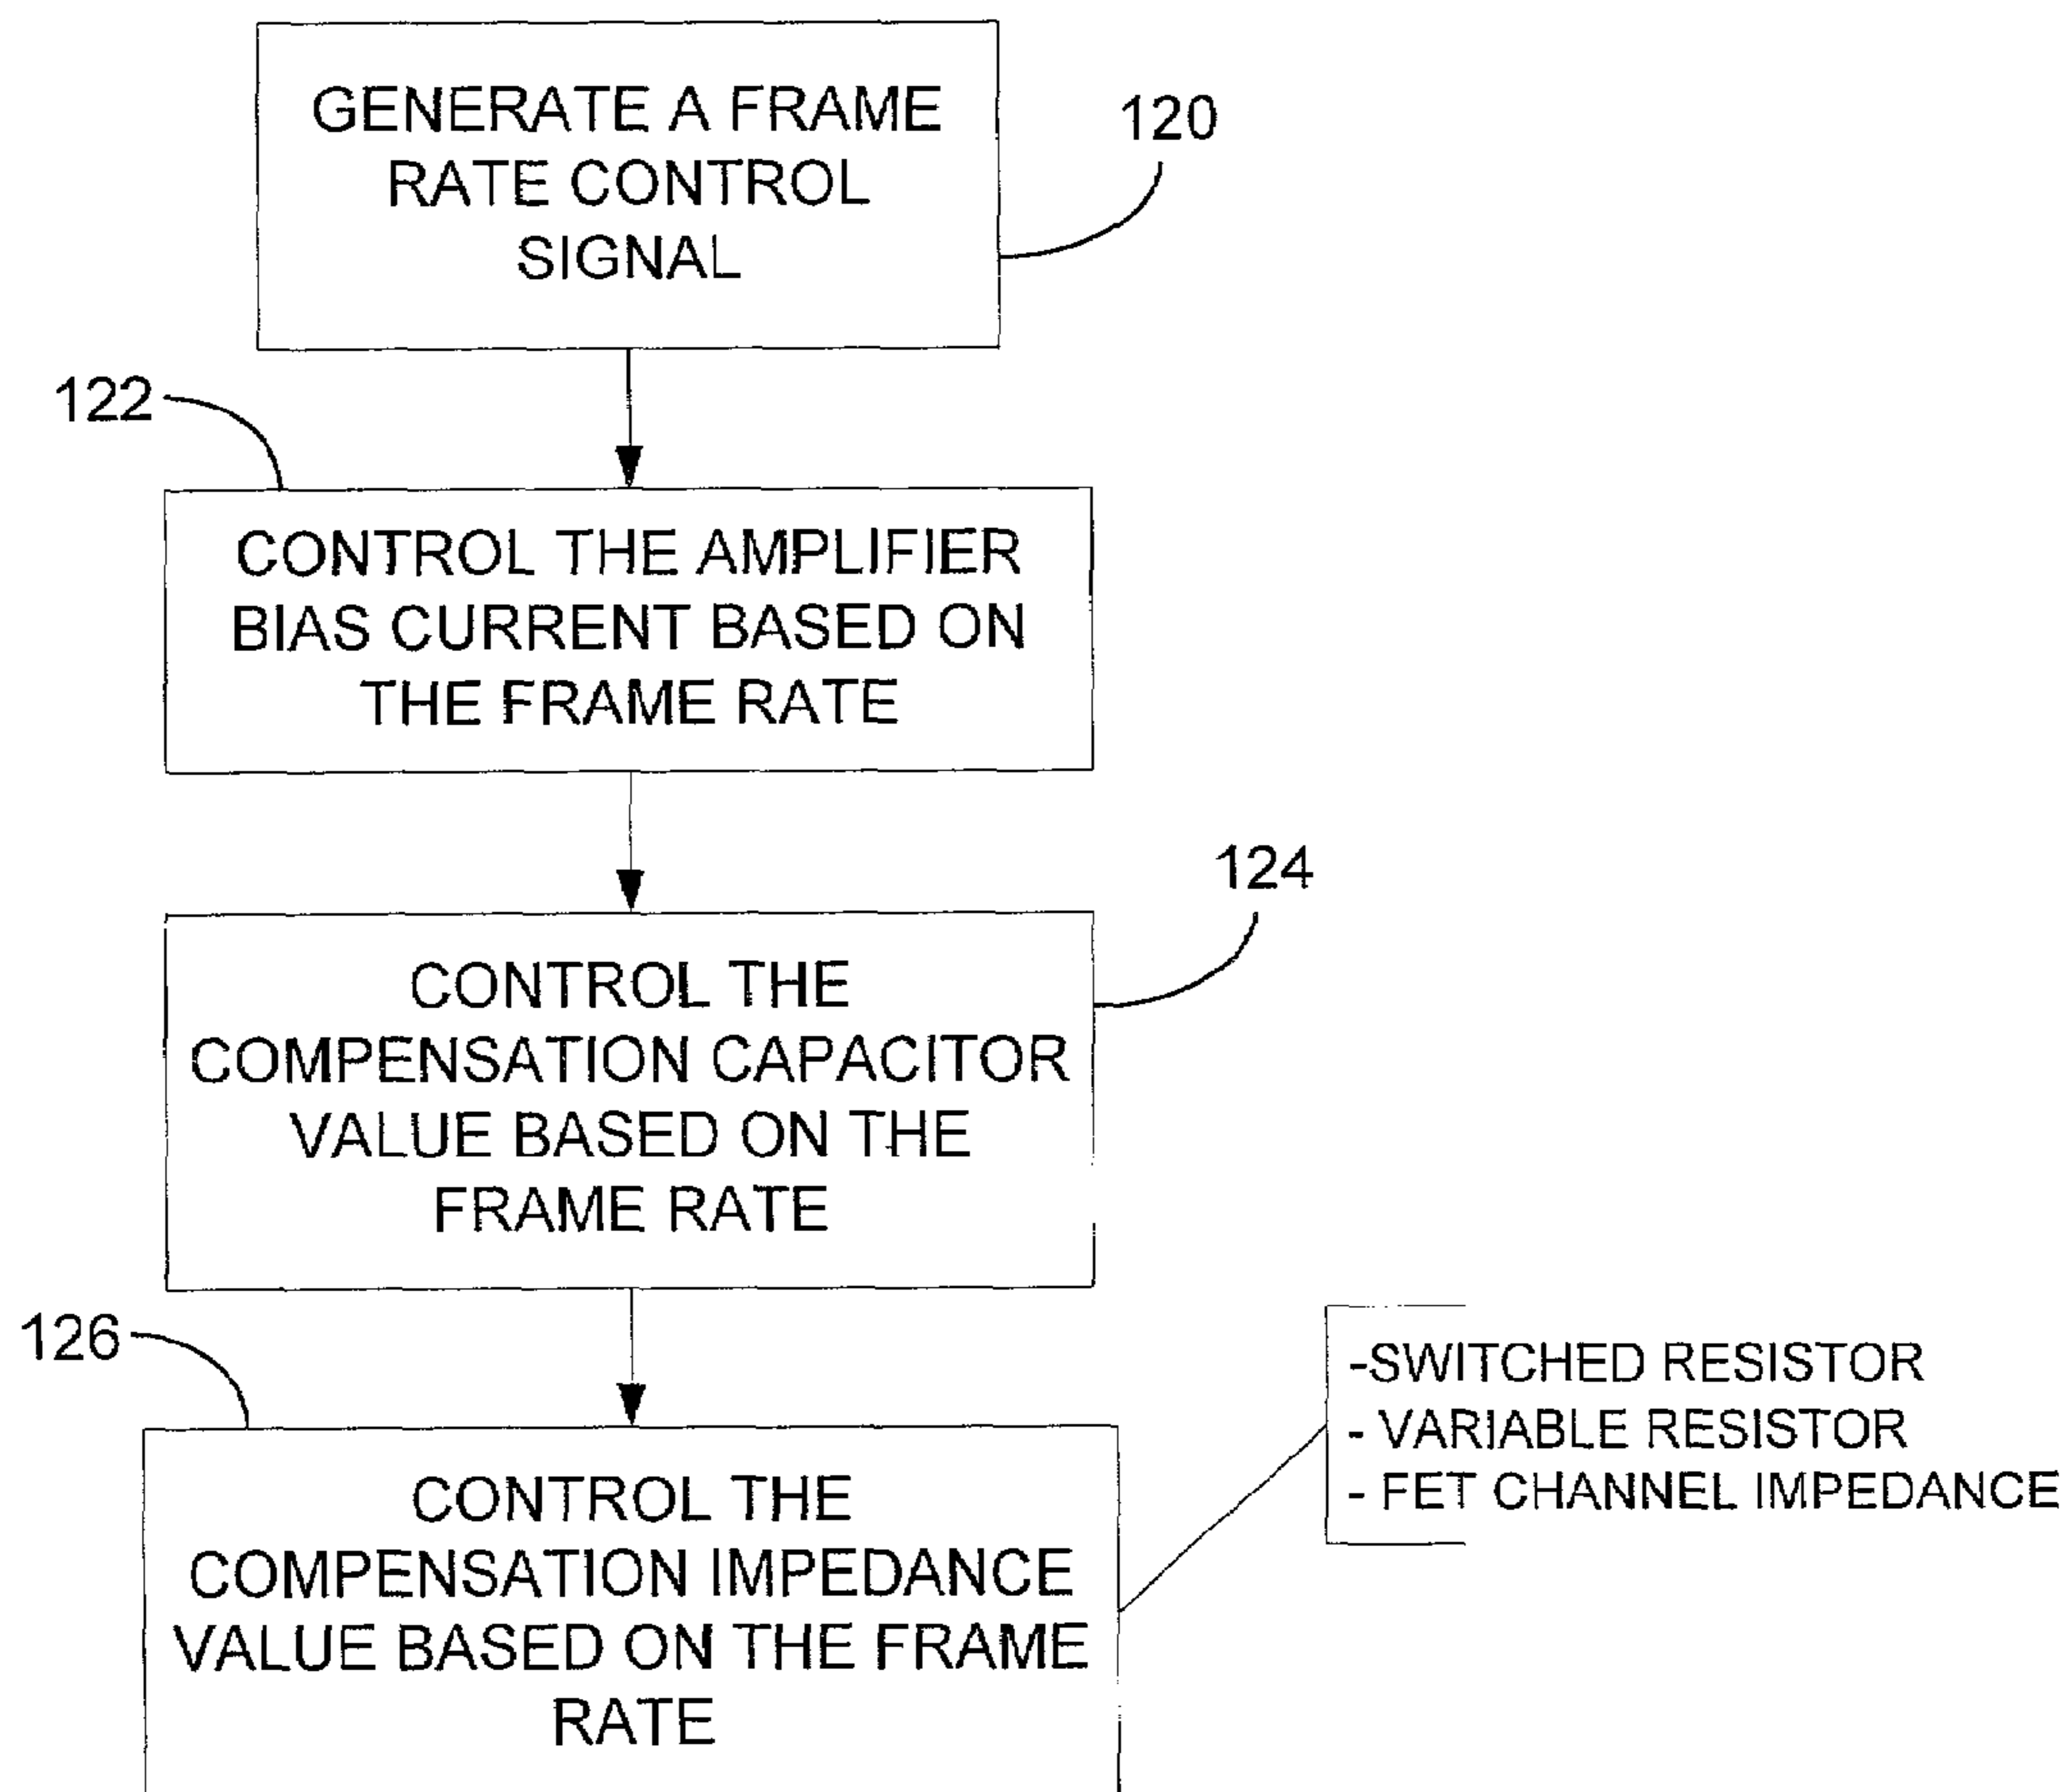 GENERATE A FRAME
RATE CONTROL
SIGNAL
120
122
CONTROL THE AMPLIFIER
BIAS CURRENT BASED ON
THE FRAME RATE
124
CONTROL THE
COMPENSATION CAPACITOR
VALUE BASED ON THE
FRAME RATE
126
CONTROL THE
COMPENSATION IMPEDANCE
VALUE BASED ON THE FRAME
RATE
-SWITCHED RESISTOR
- VARIABLE RESISTOR
- FET CHANNEL IMPEDANCE